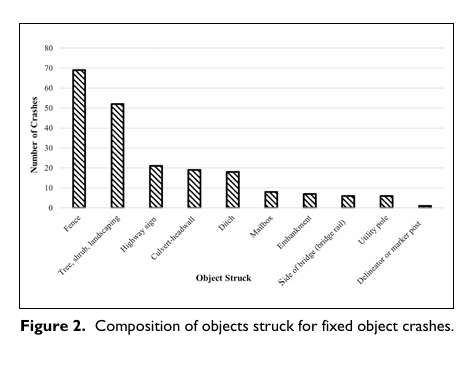 80
70
60
50
40
30
20
10
0
Number of Crashes
Fence
Tree, shrub, landscaping
Highway sign
Culvert-headwall
Ditch
Mailbox
Embankment
Side of bridge (bridge rail)
Utility pole
Delineator or marker post
Object Struck
Figure 2. Composition of objects struck for fixed object crashes.